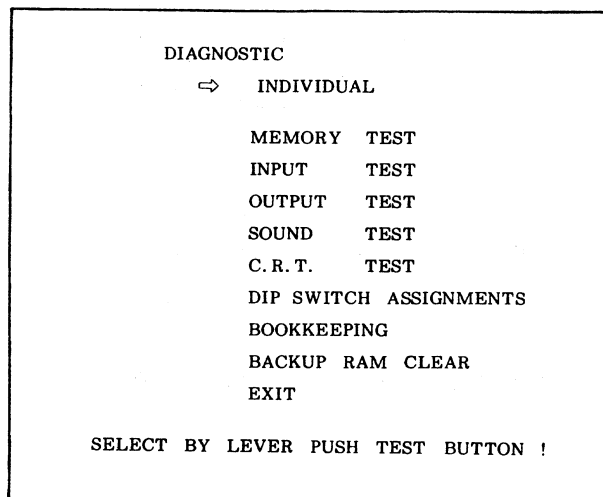 DIAGNOSTIC
⇨ INDIVIDUAL
MEMORY TEST
INPUT TEST
OUTPUT TEST
SOUND TEST
C.R.T. TEST
DIP SWITCH ASSIGNMENTS
BOOKKEEPING
BACKUP RAM CLEAR
EXIT
SELECT BY LEVER PUSH TEST BUTTON !